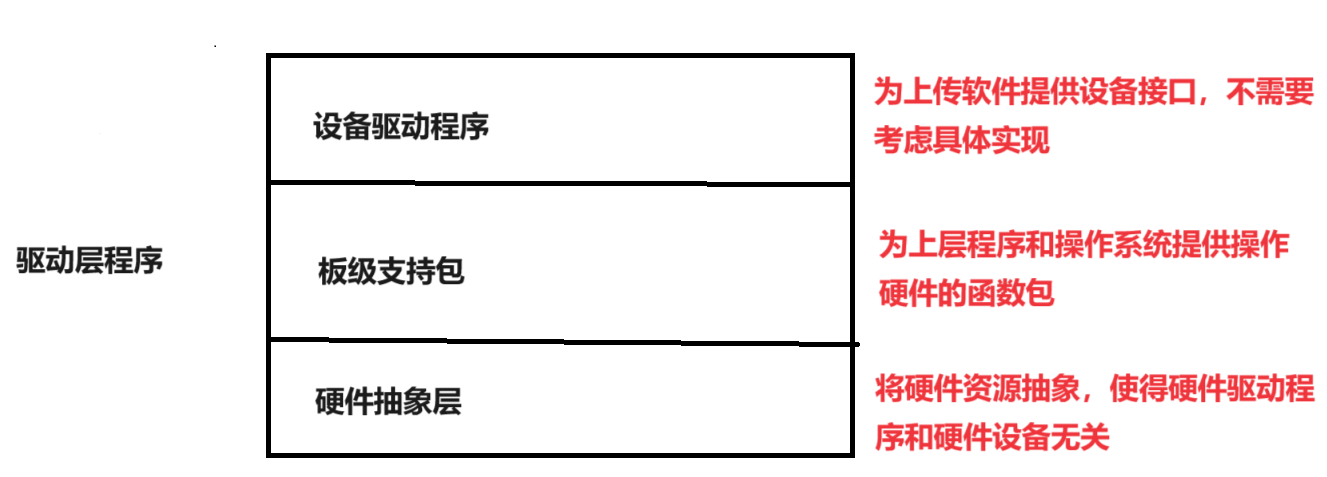 设备驱动程序
为上传软件提供设备接口，不需要
考虑具体实现
驱动层程序
板级支持包
为上层程序和操作系统提供操作
硬件的函数包
硬件抽象层
将硬件资源抽象，使得硬件驱动程
序和硬件设备无关